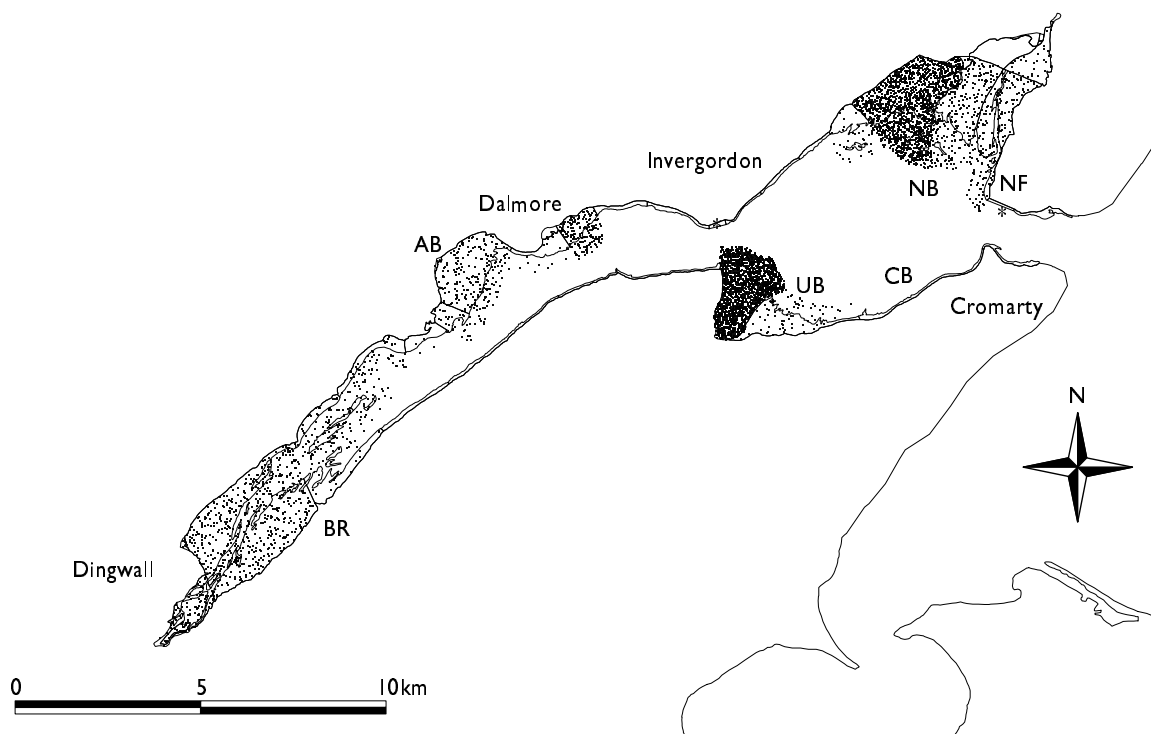 Invergordon
NB
NF
Dalmore
AB
UB
CB
Cromarty
N
BR
Dingwall
0 5 10km